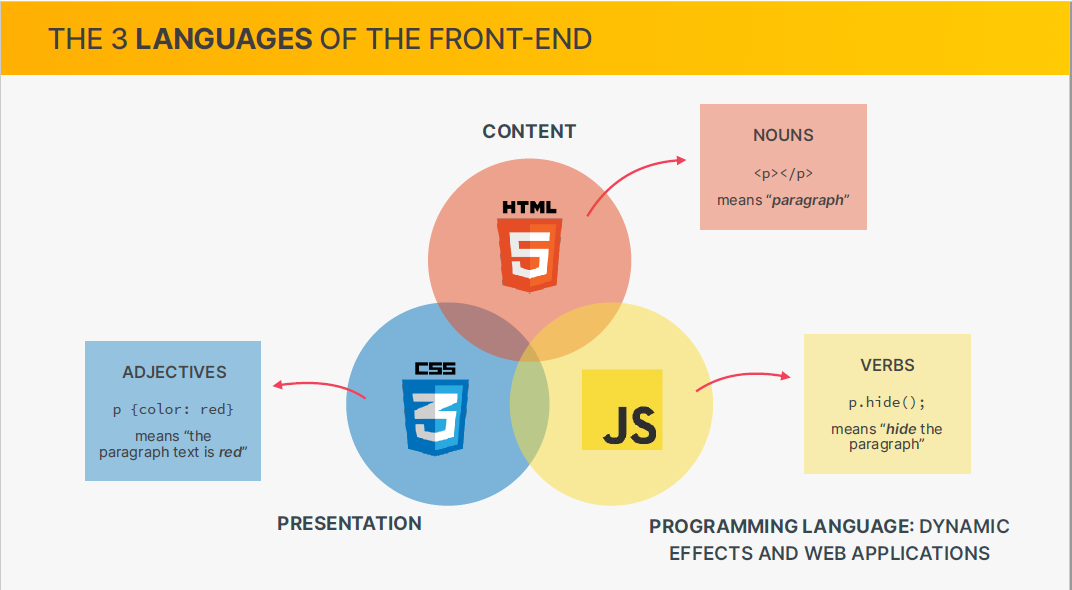 THE 3 LANGUAGES OF THE FRONT-END
CONTENT
HTML
5
NOUNS
<p></p>
means “paragraph”
CSS
3
ADJECTIVES
p {color: red}
means “the
paragraph text is red”
PRESENTATION
JS
VERBS
p.hide();
means “hide the
paragraph”
PROGRAMMING LANGUAGE: DYNAMIC
EFFECTS AND WEB APPLICATIONS